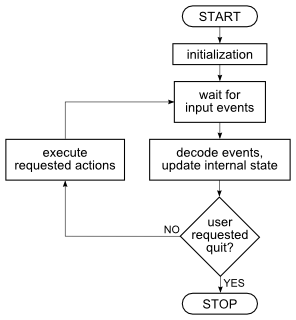 START
initialization
wait for
input events
execute
requested actions
decode events,
update internal state
user
requested
quit?
NO
YES
STOP